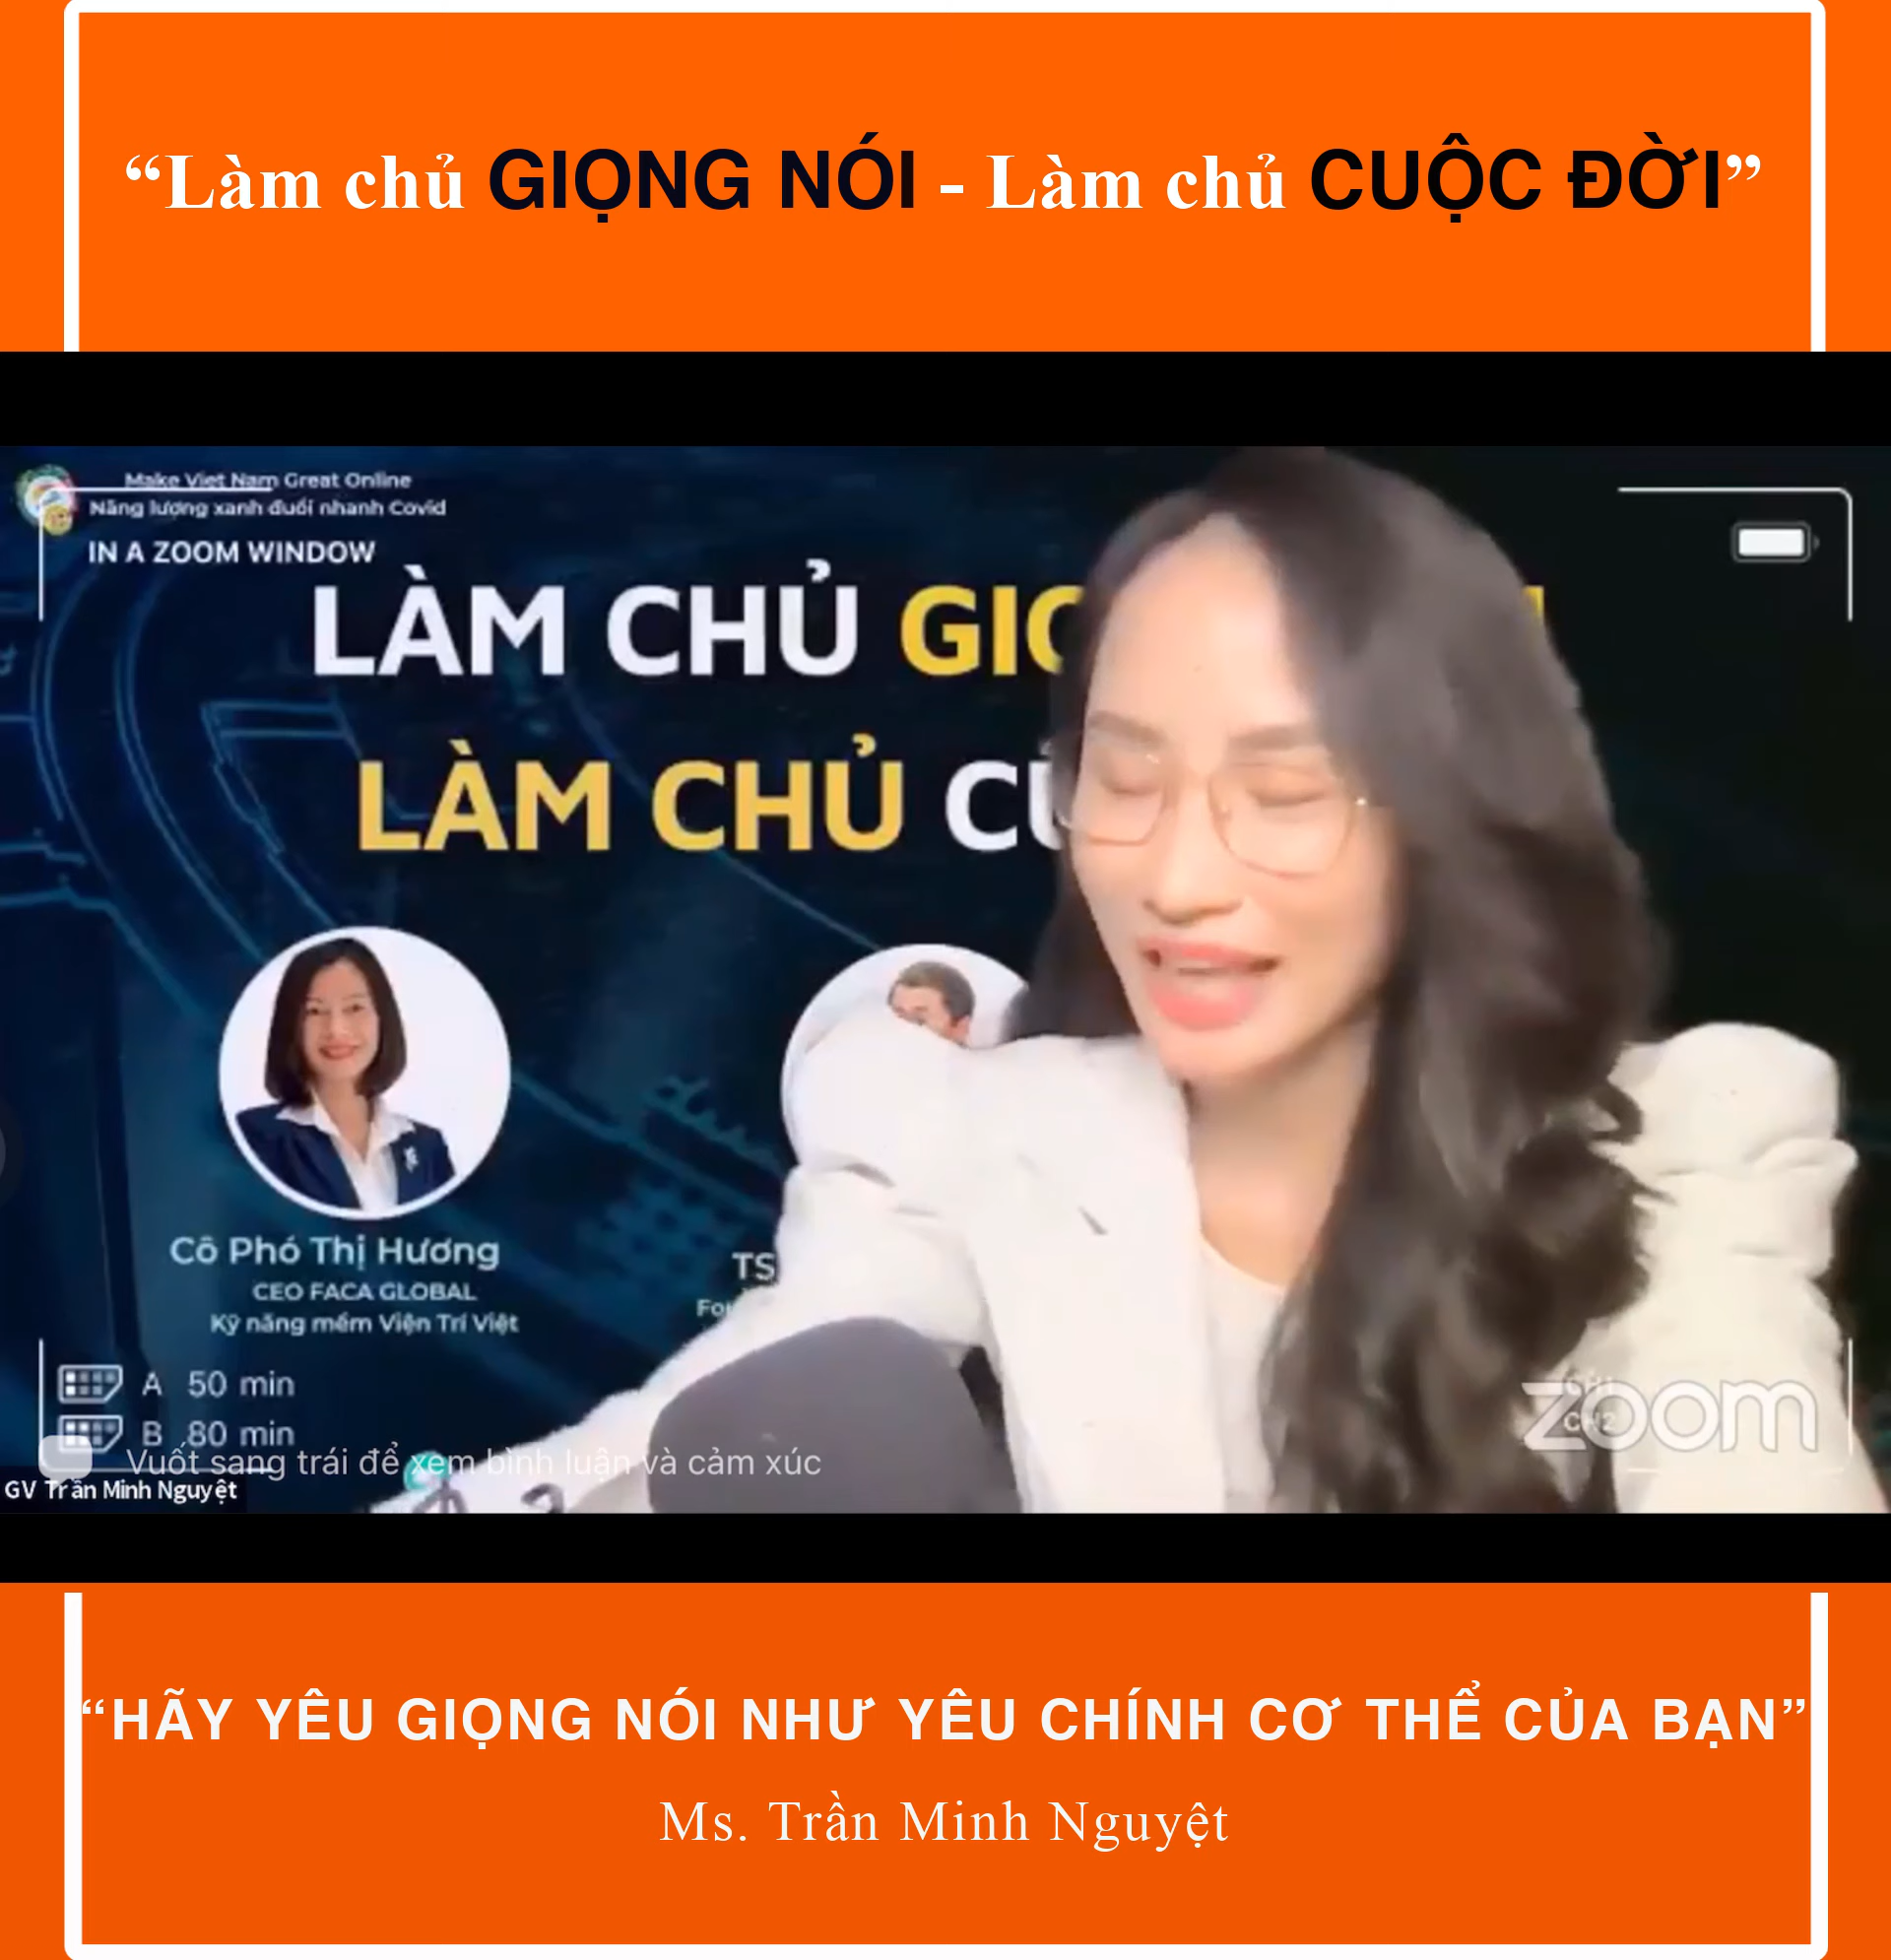 “Làm chủ GIỌNG NÓI - Làm chủ CUỘC ĐỜI”
Make Viet Nam Great Online
Năng lượng xanh đuổi nhanh Covid
IN A ZOOM WINDOW
LÀM CHỦ
LÀM CHỦ
Cô Phó Thị Hương
CEO FACA GLOBAL
Kỹ năng mềm Viện Trí Việt
TS
A 50 min
B 80 min
CH2
zoom
Vuốt sang trái để xem bình luận và cảm xúc
GV Trần Minh Nguyệt
“HÃY YÊU GIỌNG NÓI NHƯ YÊU CHÍNH CƠ THỂ CỦA BẠN”
Ms. Trần Minh Nguyệt